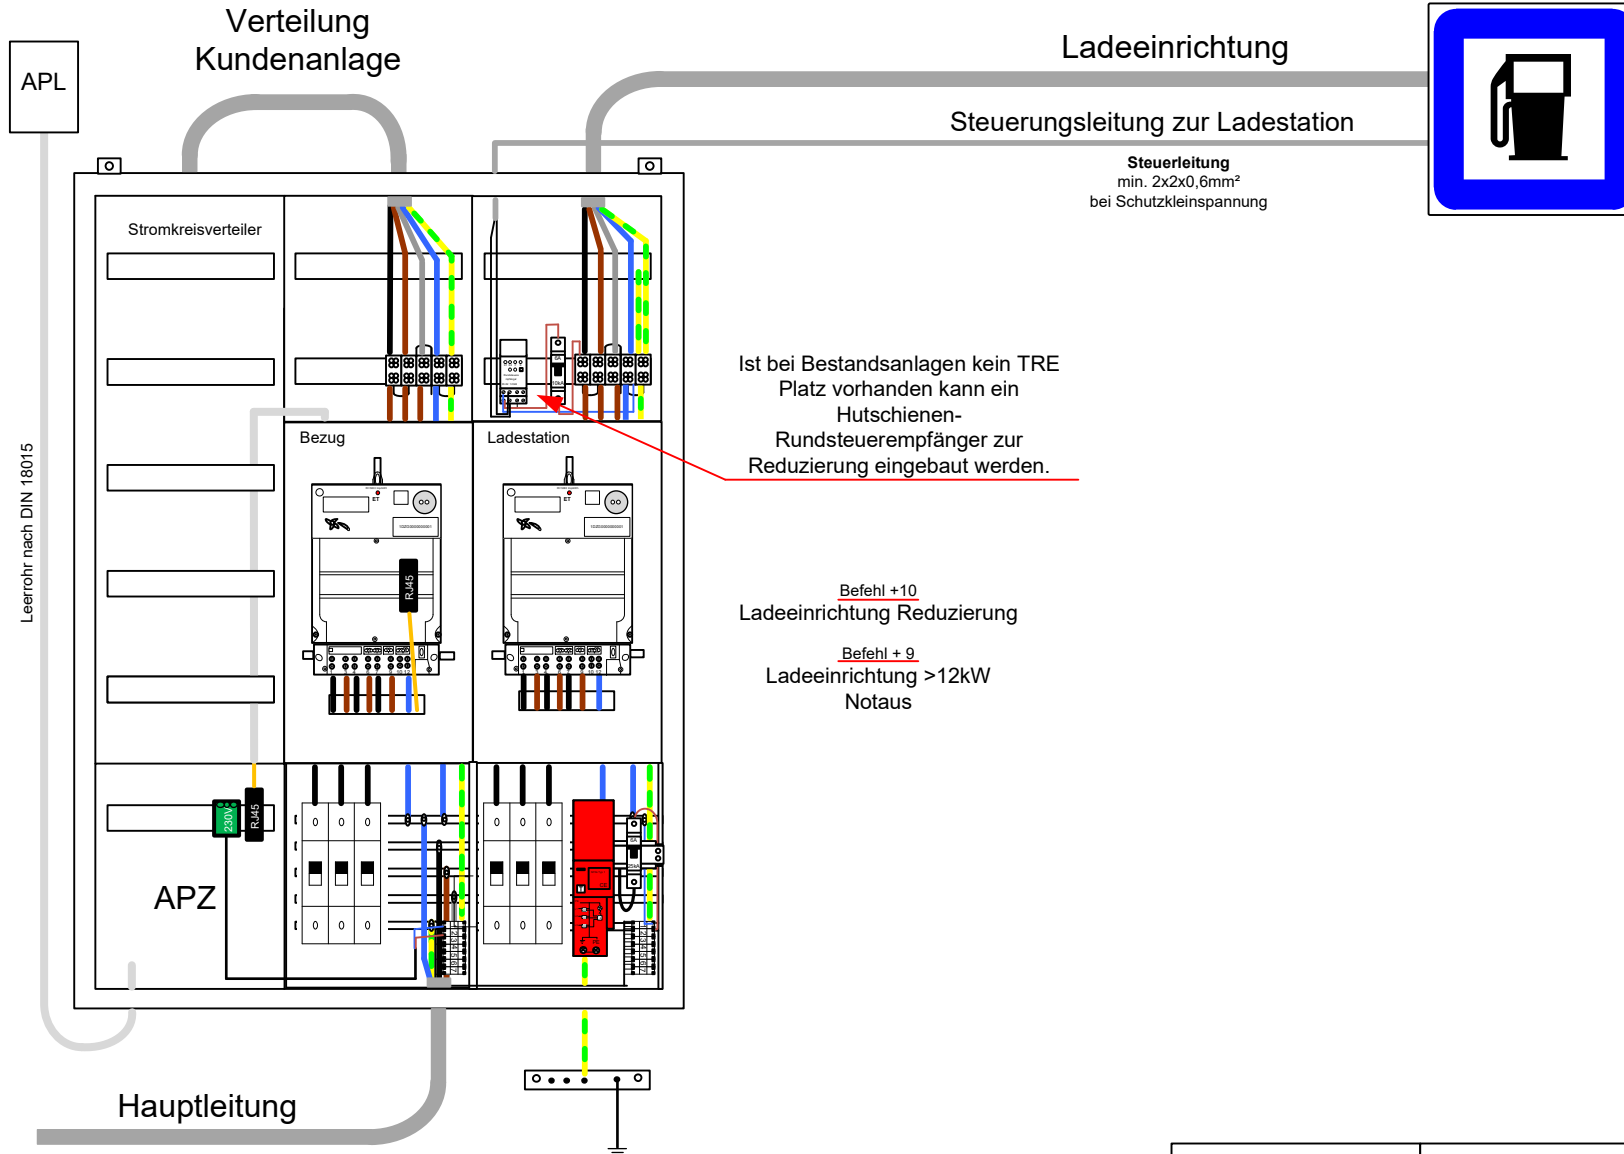 Verteilung
Kundenanlage
APL
Ladeeinrichtung
Steuerungsleitung zur Ladestation
Steuerleitung
min. 2x2x0,6mm²
bei Schutzkleinspannung
Stromkreisverteiler
Ist bei Bestandsanlagen kein TRE
Platz vorhanden kann ein
Hutschienen-
Rundsteuerempfänger zur
Reduzierung eingebaut werden.
Bezug
Ladestation
Leerrohr nach DIN 18015
ET
ET
RJ45
Befehl +10
Ladeeinrichtung Reduzierung
Befehl + 9
Ladeeinrichtung >12kW
Notaus
230V
RJ45
APZ
Hauptleitung